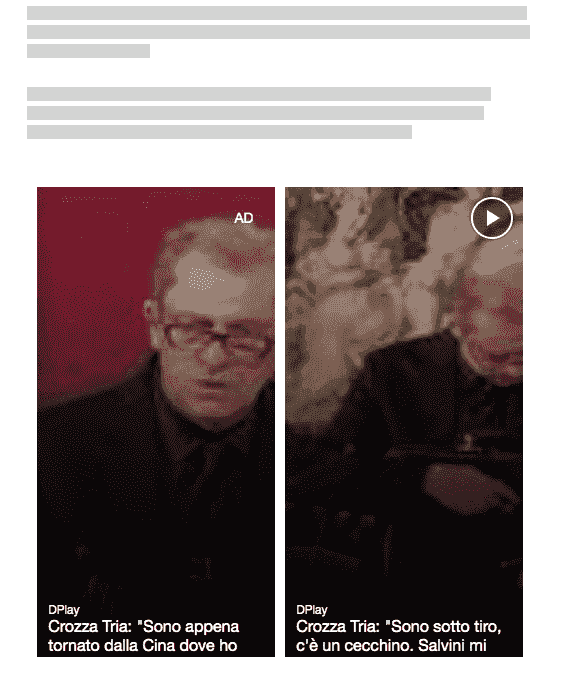 AD
DPlay
Crozza Tria: "Sono appena
tornato dalla Cina dove ho
DPlay
Crozza Tria: "Sono sotto tiro,
c'è un cecchino. Salvini mi